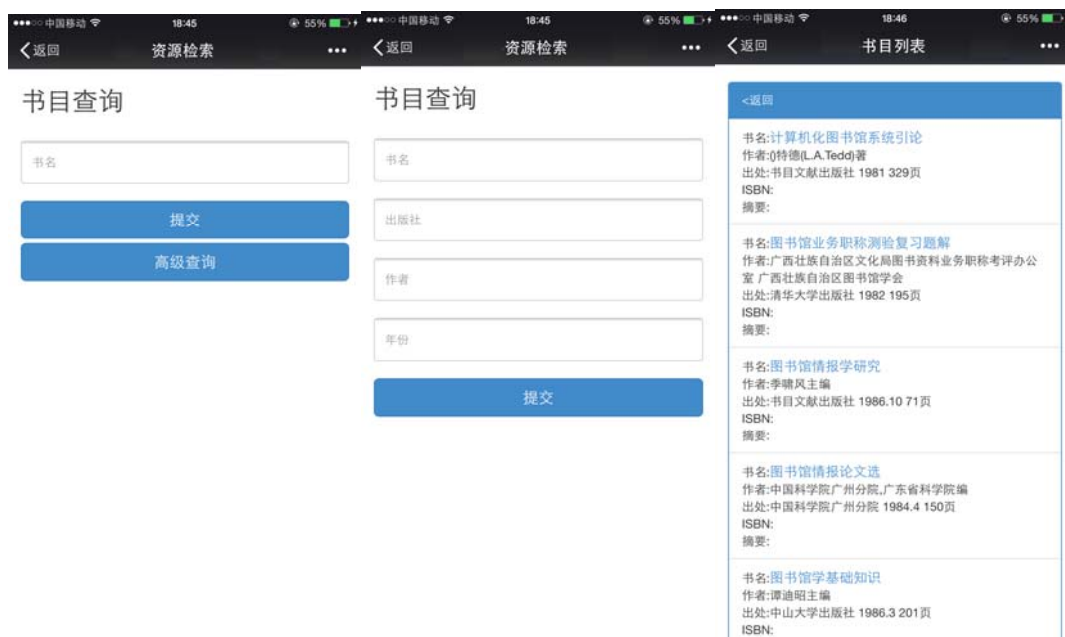 中国移动 18:45 55%
返回 资源检索
书目查询
书名
提交
高级查询
中国移动 18:45 55%
返回 资源检索
书目查询
书名
出版社
作者
年份
提交
中国移动 18:46 55%
返回 书目列表
<返回
书名:计算机化图书馆系统引论
作者:()特德(L.A.Tedd)著
出处:书目文献出版社 1981 329页
ISBN:
摘要:
书名:图书馆业务职称测验复习题解
作者:广西壮族自治区文化局图书资料业务职称考评办公
室 广西壮族自治区图书馆学会
出处:清华大学出版社 1982 195页
ISBN:
摘要:
书名:图书馆情报学研究
作者:季啸风主编
出处:书目文献出版社 1986.10 71页
ISBN:
摘要:
书名:图书馆情报论文选
作者:中国科学院广州分院,广东省科学院编
出处:中国科学院广州分院 1984.4 150页
ISBN:
摘要:
书名:图书馆学基础知识
作者:谭迪昭主编
出处:中山大学出版社 1986.3 201页
ISBN: